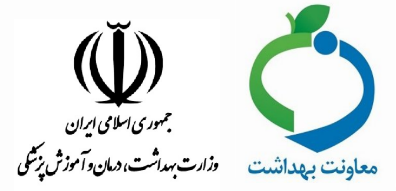 جمهوری اسلامی ایران
وزارت بهداشت، درمان و آموزش پزشکی
معاونت بهداشت